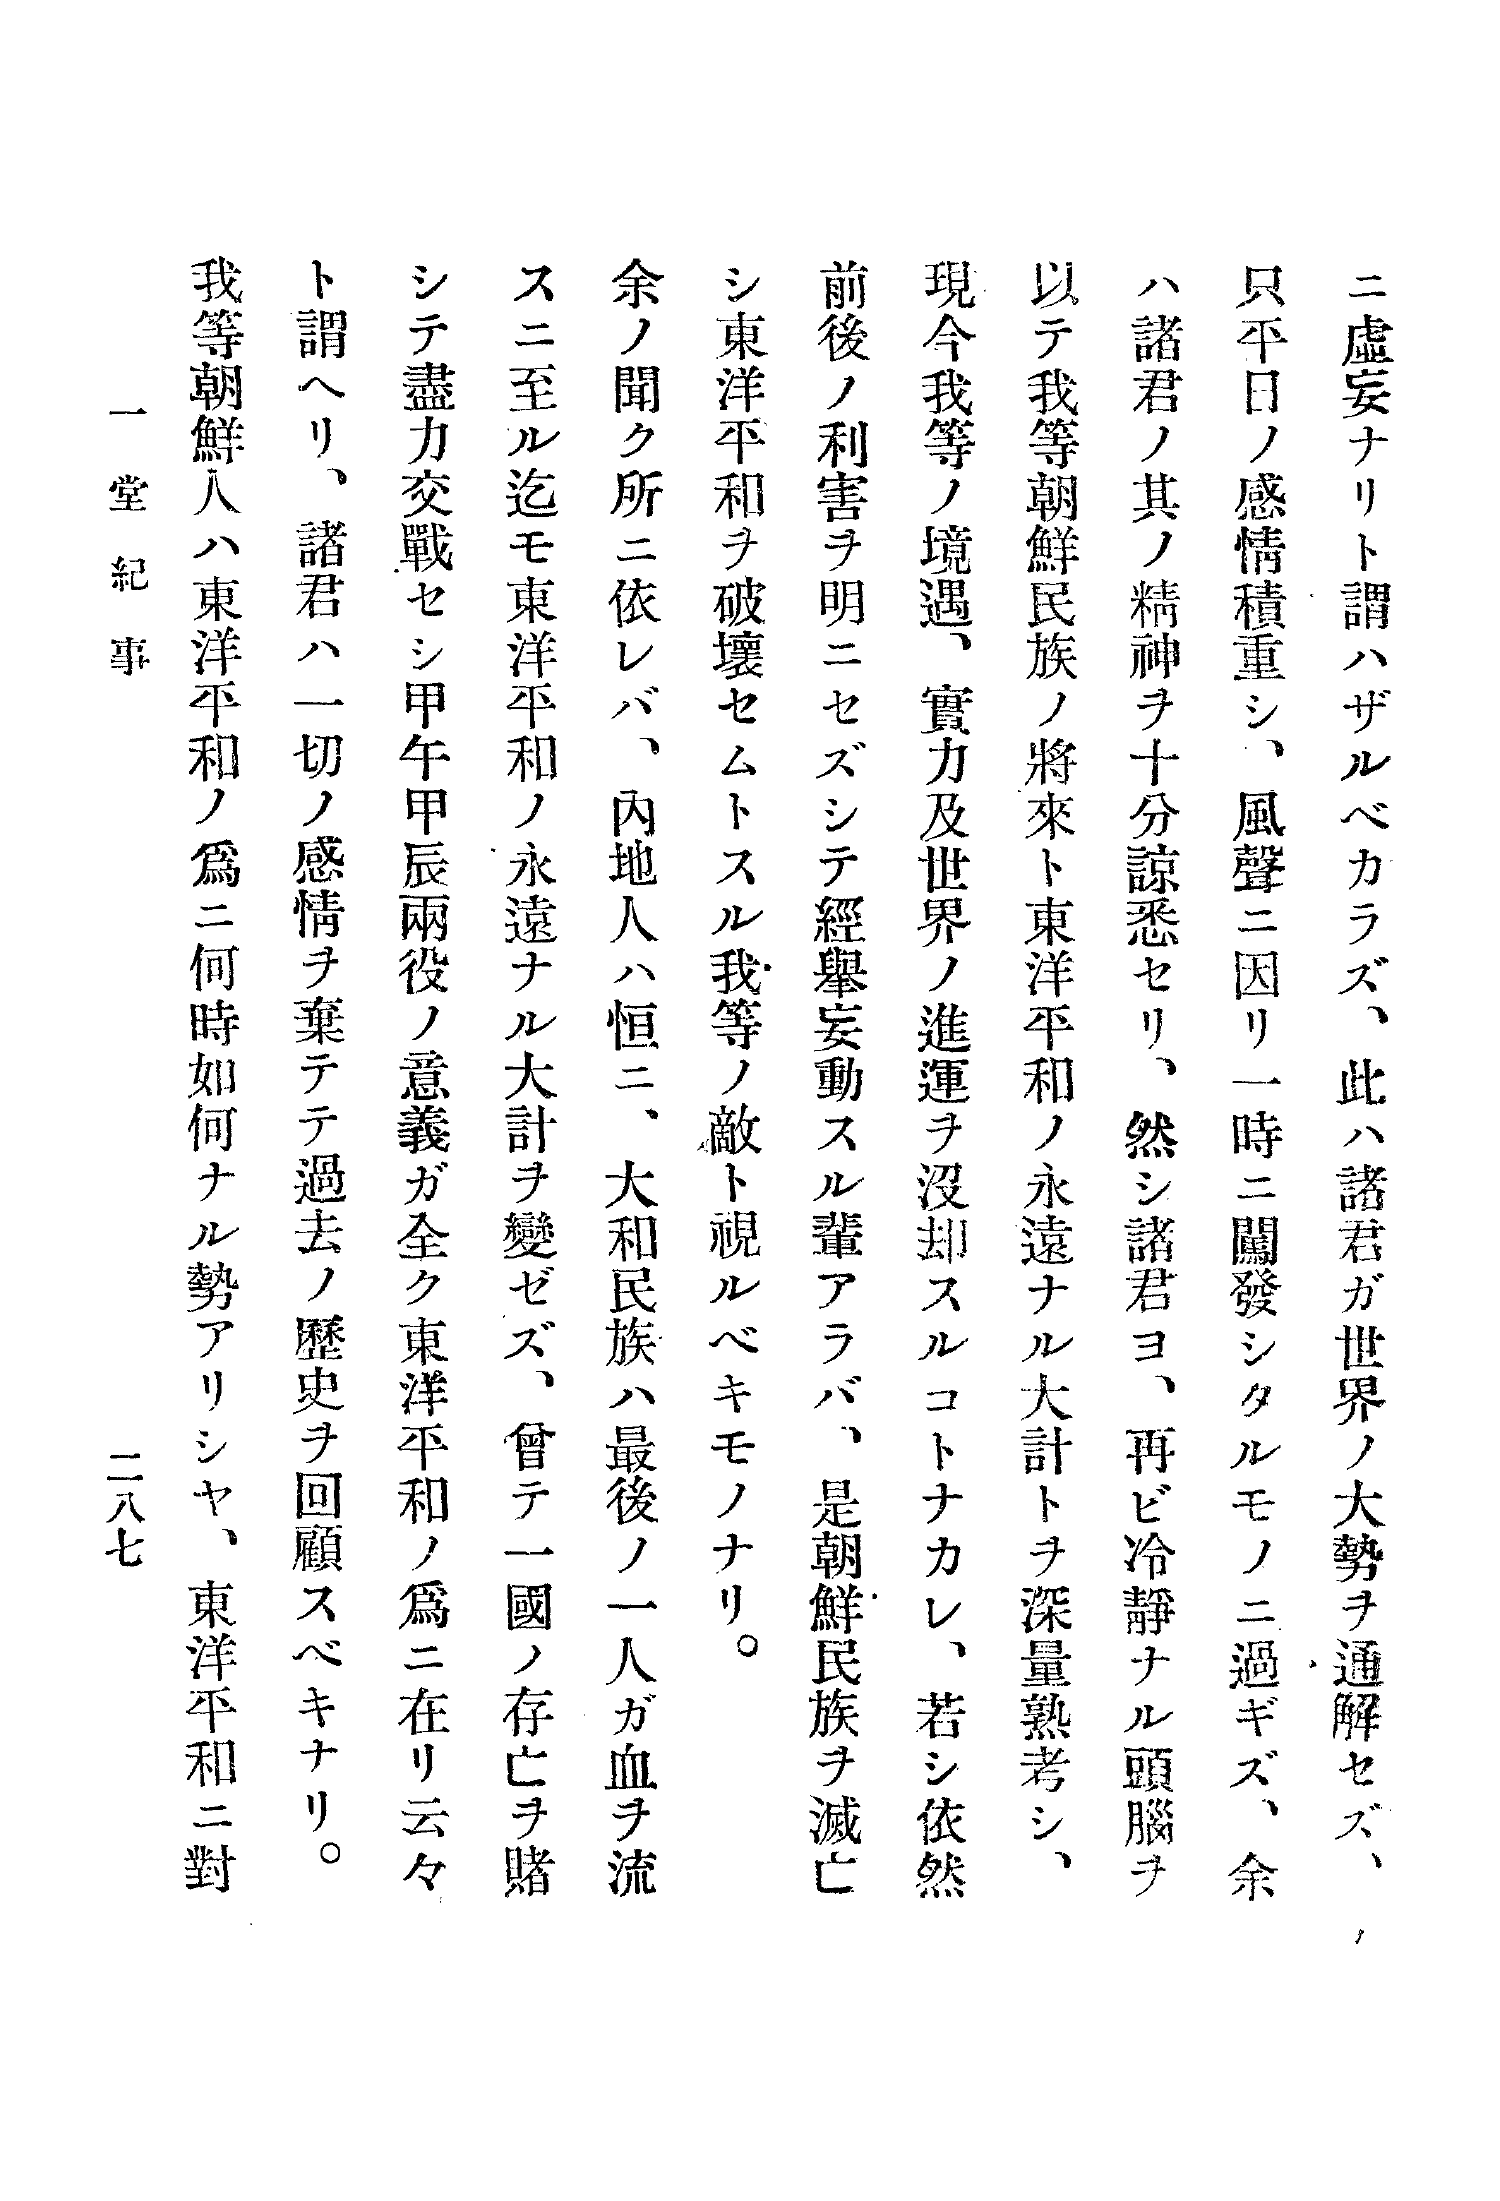 ニ虛妄ナリト謂ハザルベカラズ、此ハ諸君ガ世界ノ大勢ヲ通解セズ、
只平日ノ感情積重シ、風聲ニ因リ一時ニ闖發シタルモノニ過ギズ、余
ハ諸君ノ其ノ精神ヲ十分諒悉セリ、然シ諸君ヨ、再ビ冷靜ナル頭腦ヲ
以テ我等朝鮮民族ノ將來ト東洋平和ノ永遠ナル大計トヲ深量熟考シ、
現今我等ノ境遇、實力及世界ノ進運ヲ沒却スルコトナカレ、若シ依然
前後ノ利害ヲ明ニセズシテ經擧妄動スル輩アラバ、是朝鮮民族ヲ滅亡
シ東洋平和ヲ破壞セムトスル我等ノ敵ト視ルベキモノナリ。
余ノ聞ク所ニ依レバ、內地人ハ恒ニ、大和民族ハ最後ノ一人ガ血ヲ流
スニ至ル迄モ東洋平和ノ永遠ナル大計ヲ變ゼズ、曾テ一國ノ存亡ヲ賭
シテ盡力交戰セシ甲午甲辰兩役ノ意義ガ全ク東洋平和ノ爲ニ在リ云々
ト謂ヘリ、諸君ハ一切ノ感情ヲ棄テテ過去ノ歷史ヲ回顧スベキナリ。
我等朝鮮人ハ東洋平和ノ爲ニ何時如何ナル勢アリシヤ、東洋平和ニ對
一堂紀事
二八七